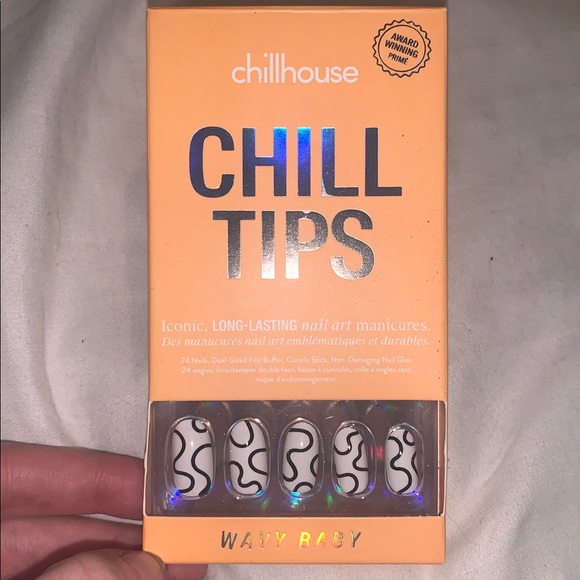 chillhouse
AWARD
WINNING
PRIMÉ
CHILL
TIPS
Iconic, LONG-LASTING nail art manicures.
Des manucures nail art emblématiques et durables.
24 Nails, Dual-Sided File/Buffer, Cuticle Stick, Non-Damaging Nail Glue
24 ongles, lime/tampon double face, bâton à cuticules, colle à ongles sans
risque d'endommagement.
WAVY BABY